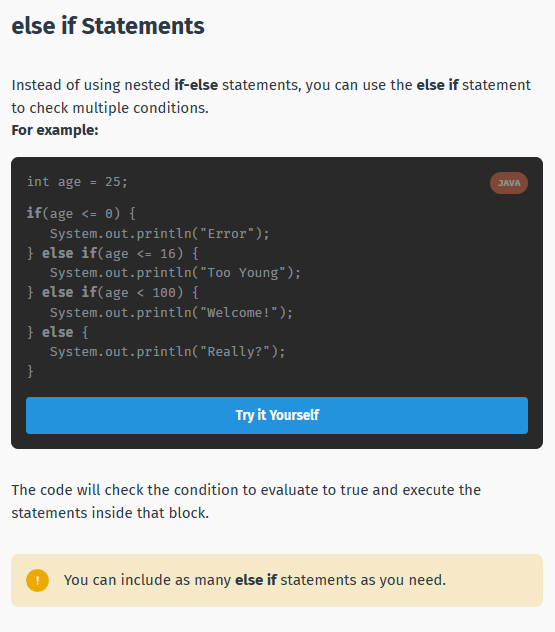 else if Statements
Instead of using nested if-else statements, you can use the else if statement
to check multiple conditions.
For example:
int age = 25;
JAVA
if(age <= 0) {
   System.out.println("Error");
} else if(age <= 16) {
   System.out.println("Too Young");
} else if(age < 100) {
   System.out.println("Welcome!");
} else {
   System.out.println("Really?");
}
Try it Yourself
The code will check the condition to evaluate to true and execute the
statements inside that block.
! You can include as many else if statements as you need.